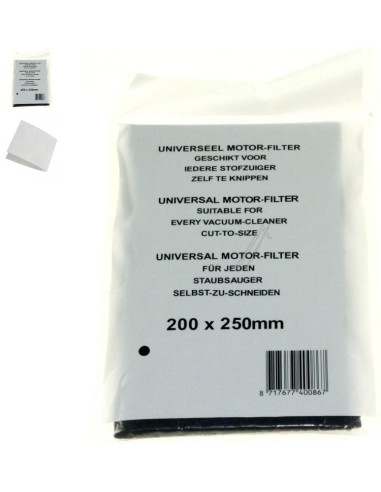 UNIVERSEEL MOTOR-FILTER
GESCHIKT VOOR
IEDERE STOFZUIGER
ZELF TE KNIPPEN
UNIVERSAL MOTOR-FILTER
SUITABLE FOR
EVERY VACUUM-CLEANER
CUT-TO-SIZE
UNIVERSAL MOTOR-FILTER
FÜR JEDEN
STAUBSAUGER
SELBST-ZU-SCHNEIDEN
200 x 250mm
8 717677 400867